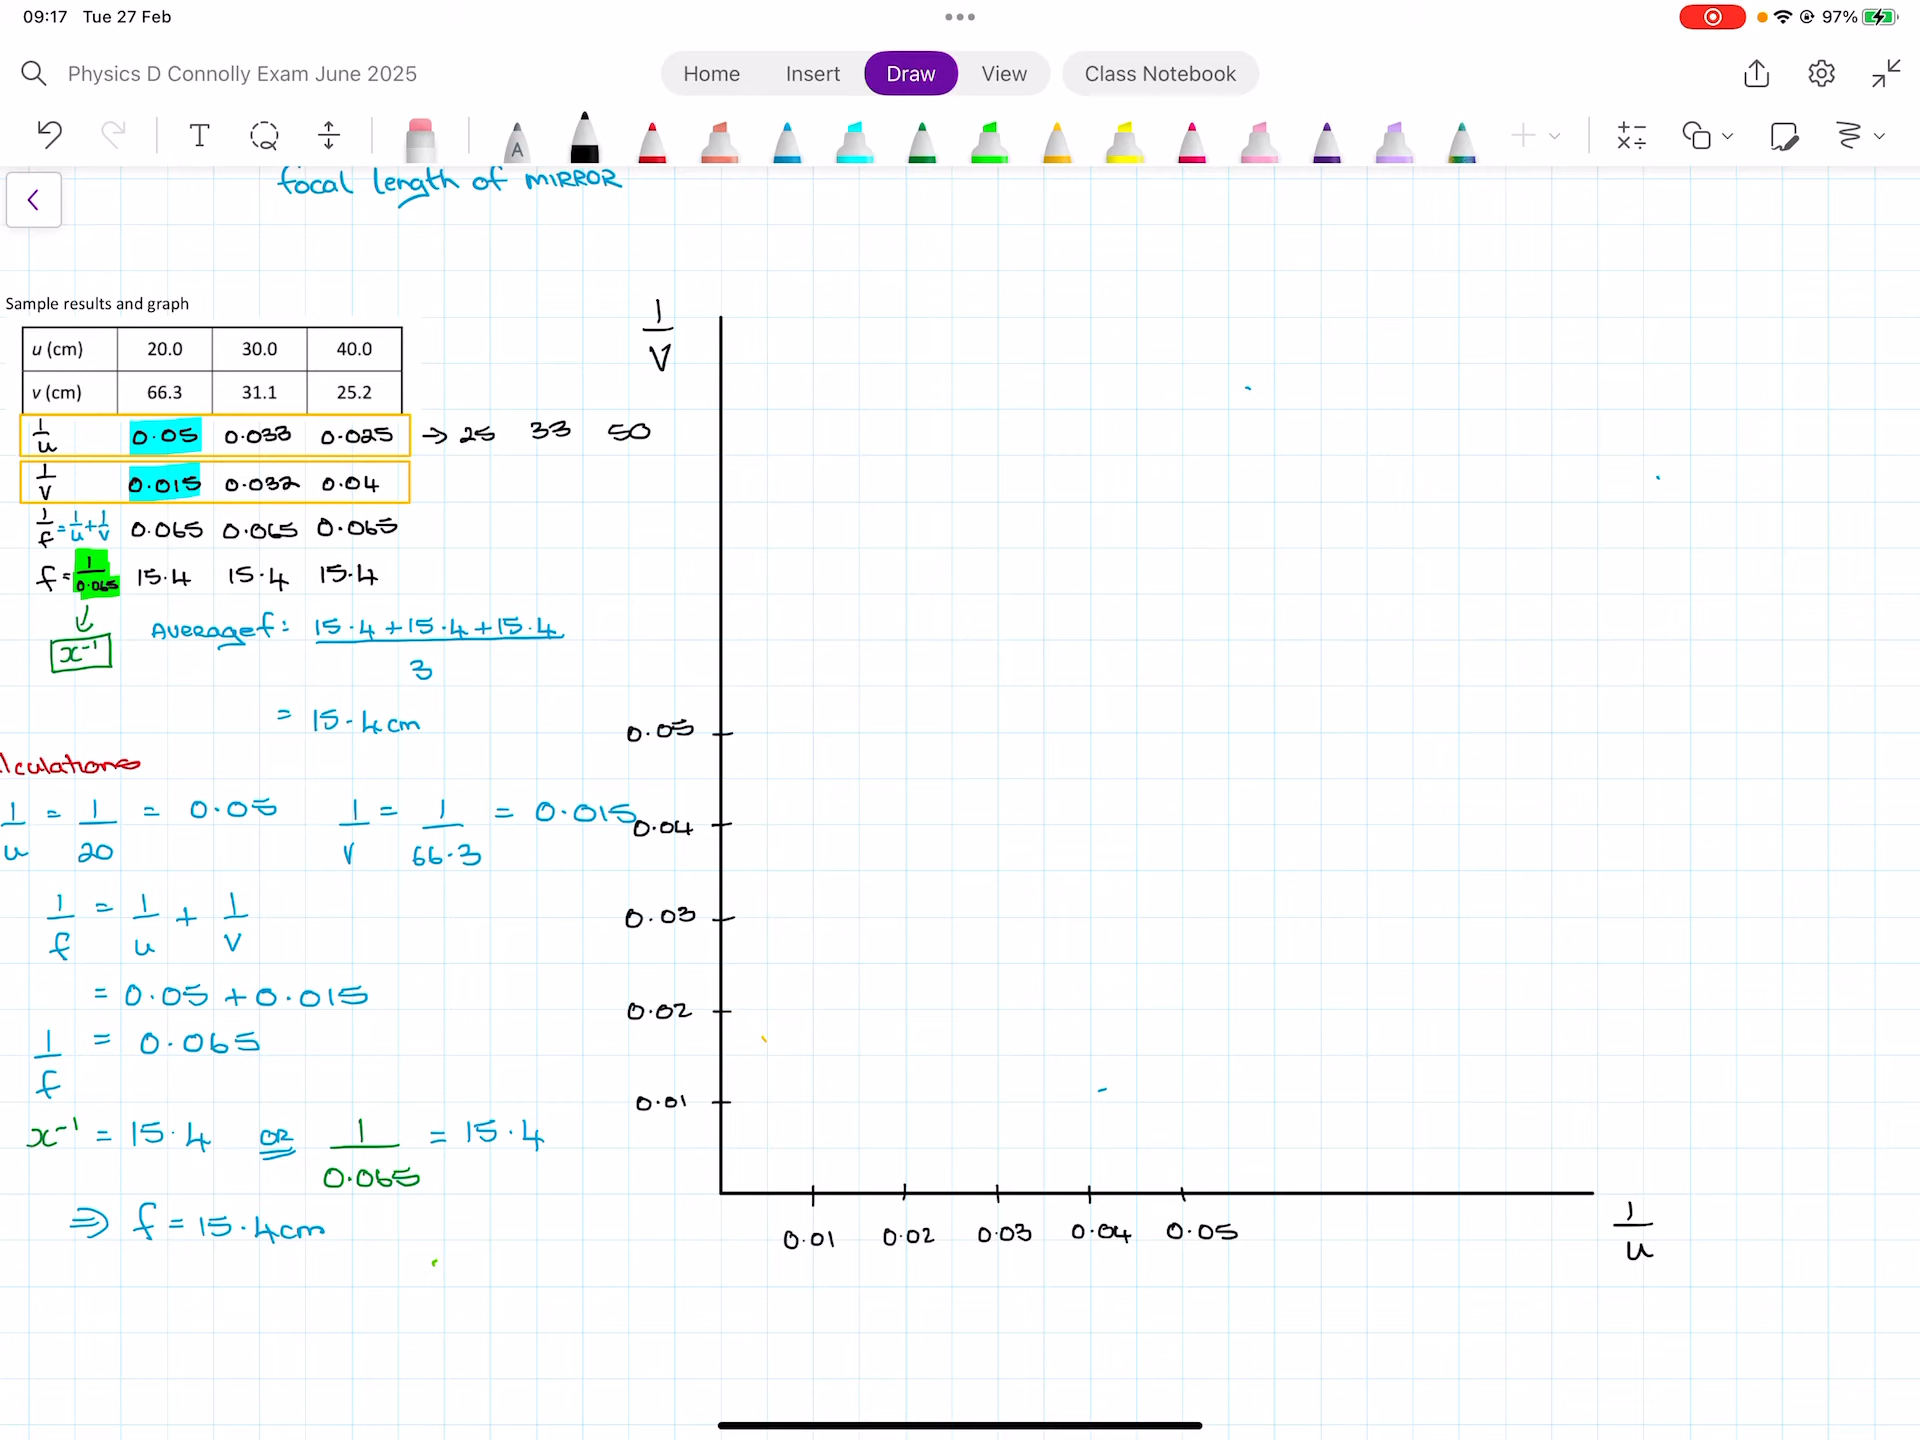 09:17 Tue 27 Feb
97%
Physics D Connolly Exam June 2025
Home Insert Draw View Class Notebook
T
A
focal length of MIRROR
Sample results and graph
u (cm) 20.0 30.0 40.0
v (cm) 66.3 31.1 25.2
1/u 0.05 0.033 0.025 → 25 33 50
1/v 0.015 0.032 0.04
1/f = 1/u + 1/v 0.065 0.065 0.065
f = 1/0.065 15.4 15.4 15.4
x⁻¹
Average f: 15.4 + 15.4 + 15.4 / 3
= 15.4 cm
lculations
1/u = 1/20 = 0.05 1/v = 1/66.3 = 0.015
1/f = 1/u + 1/v
= 0.05 + 0.015
1/f = 0.065
x⁻¹ = 15.4 OR 1/0.065 = 15.4
⇒ f = 15.4 cm
1/v
0.05
0.04
0.03
0.02
0.01
0.01 0.02 0.03 0.04 0.05
1/u